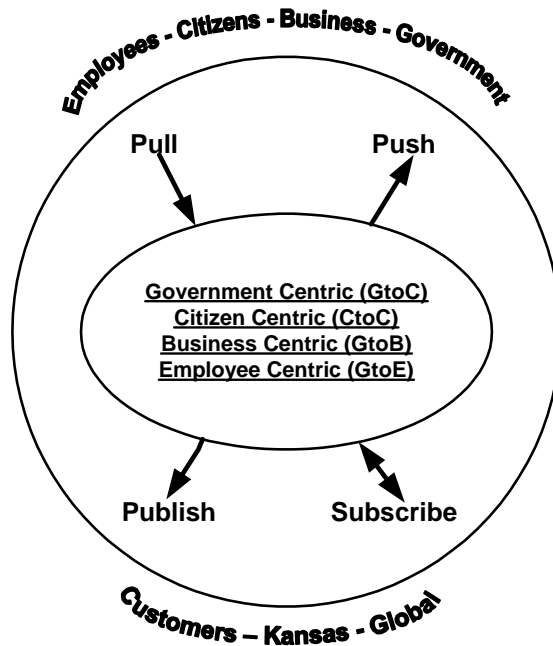 Employees - Citizens - Business - Government
Pull
Push
Government Centric (GtoC)
Citizen Centric (CtoC)
Business Centric (GtoB)
Employee Centric (GtoE)
Publish
Subscribe
Customers – Kansas - Global